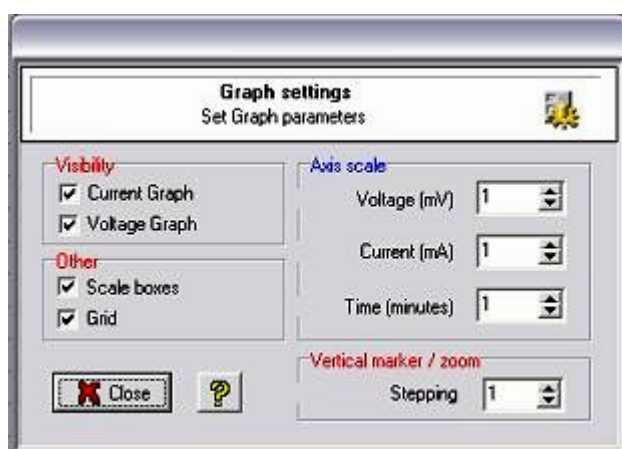 Graph settings
Set Graph parameters
Visibility
Current Graph
Voltage Graph
Other
Scale boxes
Grid
Axis scale
Voltage (mV) 1
Current (mA) 1
Time (minutes) 1
Vertical marker / zoom
Stepping 1
Close
?